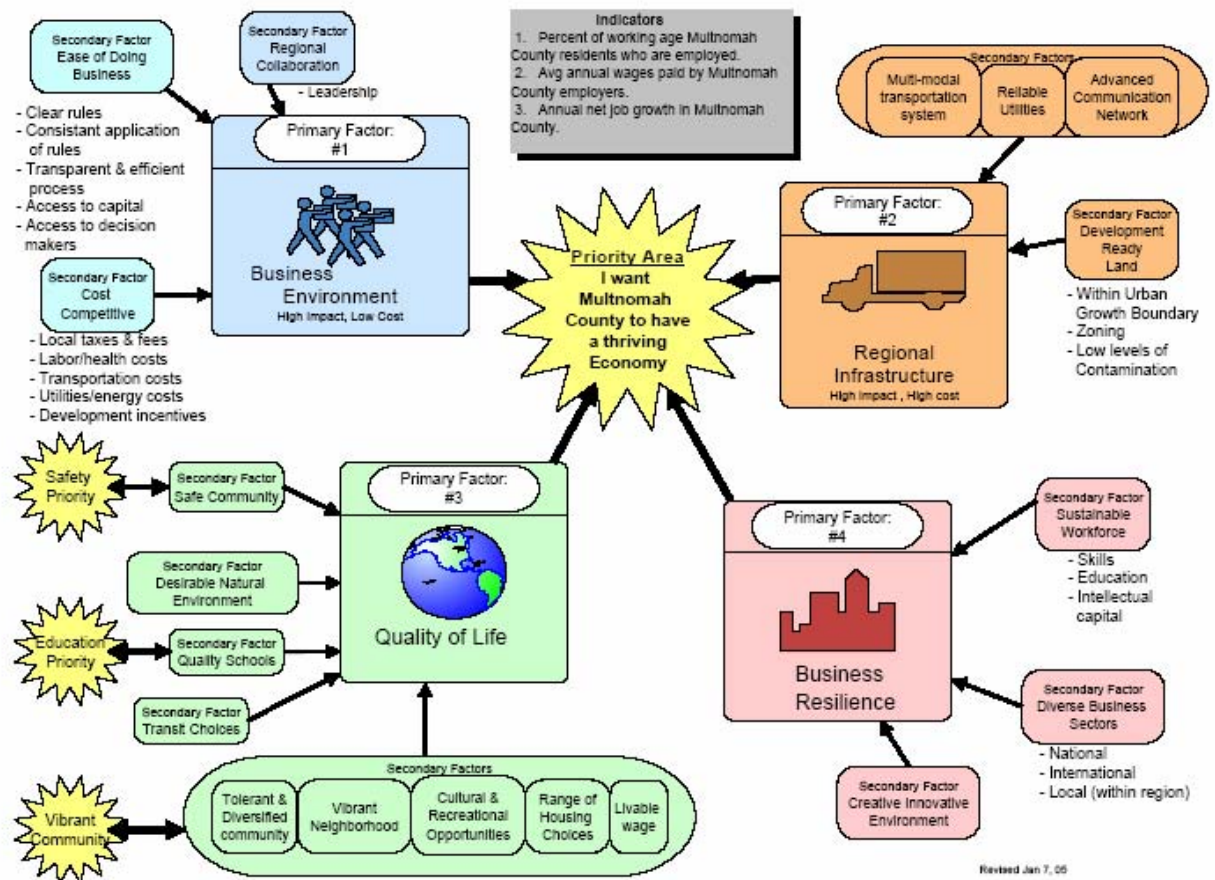 Secondary Factor
Ease of Doing
Business
- Clear rules
- Consistant application
of rules
- Transparent & efficient
process
- Access to capital
- Access to decision
makers
Secondary Factor
Regional
Collaboration
- Leadership
Secondary Factor
Cost
Competitive
- Local taxes & fees
- Labor/health costs
- Transportation costs
- Utilities/energy costs
- Development incentives
Primary Factor:
#1
Business
Environment
High Impact, Low Cost
Indicators
1. Percent of working age Multnomah
County residents who are employed.
2. Avg annual wages paid by Multnomah
County employers.
3. Annual net job growth in Multnomah
County.
Priority Area
I want
Multnomah
County to have
a thriving
Economy
Secondary Factors
Multi-modal
transportation
system
Reliable
Utilities
Advanced
Communication
Network
Primary Factor:
#2
Regional
Infrastructure
High Impact , High cost
Secondary Factor
Development
Ready
Land
- Within Urban
Growth Boundary
- Zoning
- Low levels of
Contamination
Safety
Priority
Secondary Factor
Safe Community
Secondary Factor
Desirable Natural
Environment
Education
Priority
Secondary Factor
Quality Schools
Secondary Factor
Transit Choices
Primary Factor:
#3
Quality of Life
Vibrant
Community
Secondary Factors
Tolerant &
Diversified
community
Vibrant
Neighborhood
Cultural &
Recreational
Opportunities
Range of
Housing
Choices
Livable
wage
Primary Factor:
#4
Business
Resilience
Secondary Factor
Sustainable
Workforce
- Skills
- Education
- Intellectual
capital
Secondary Factor
Diverse Business
Sectors
- National
- International
- Local (within region)
Secondary Factor
Creative Innovative
Environment
Revised Jan 7, 05